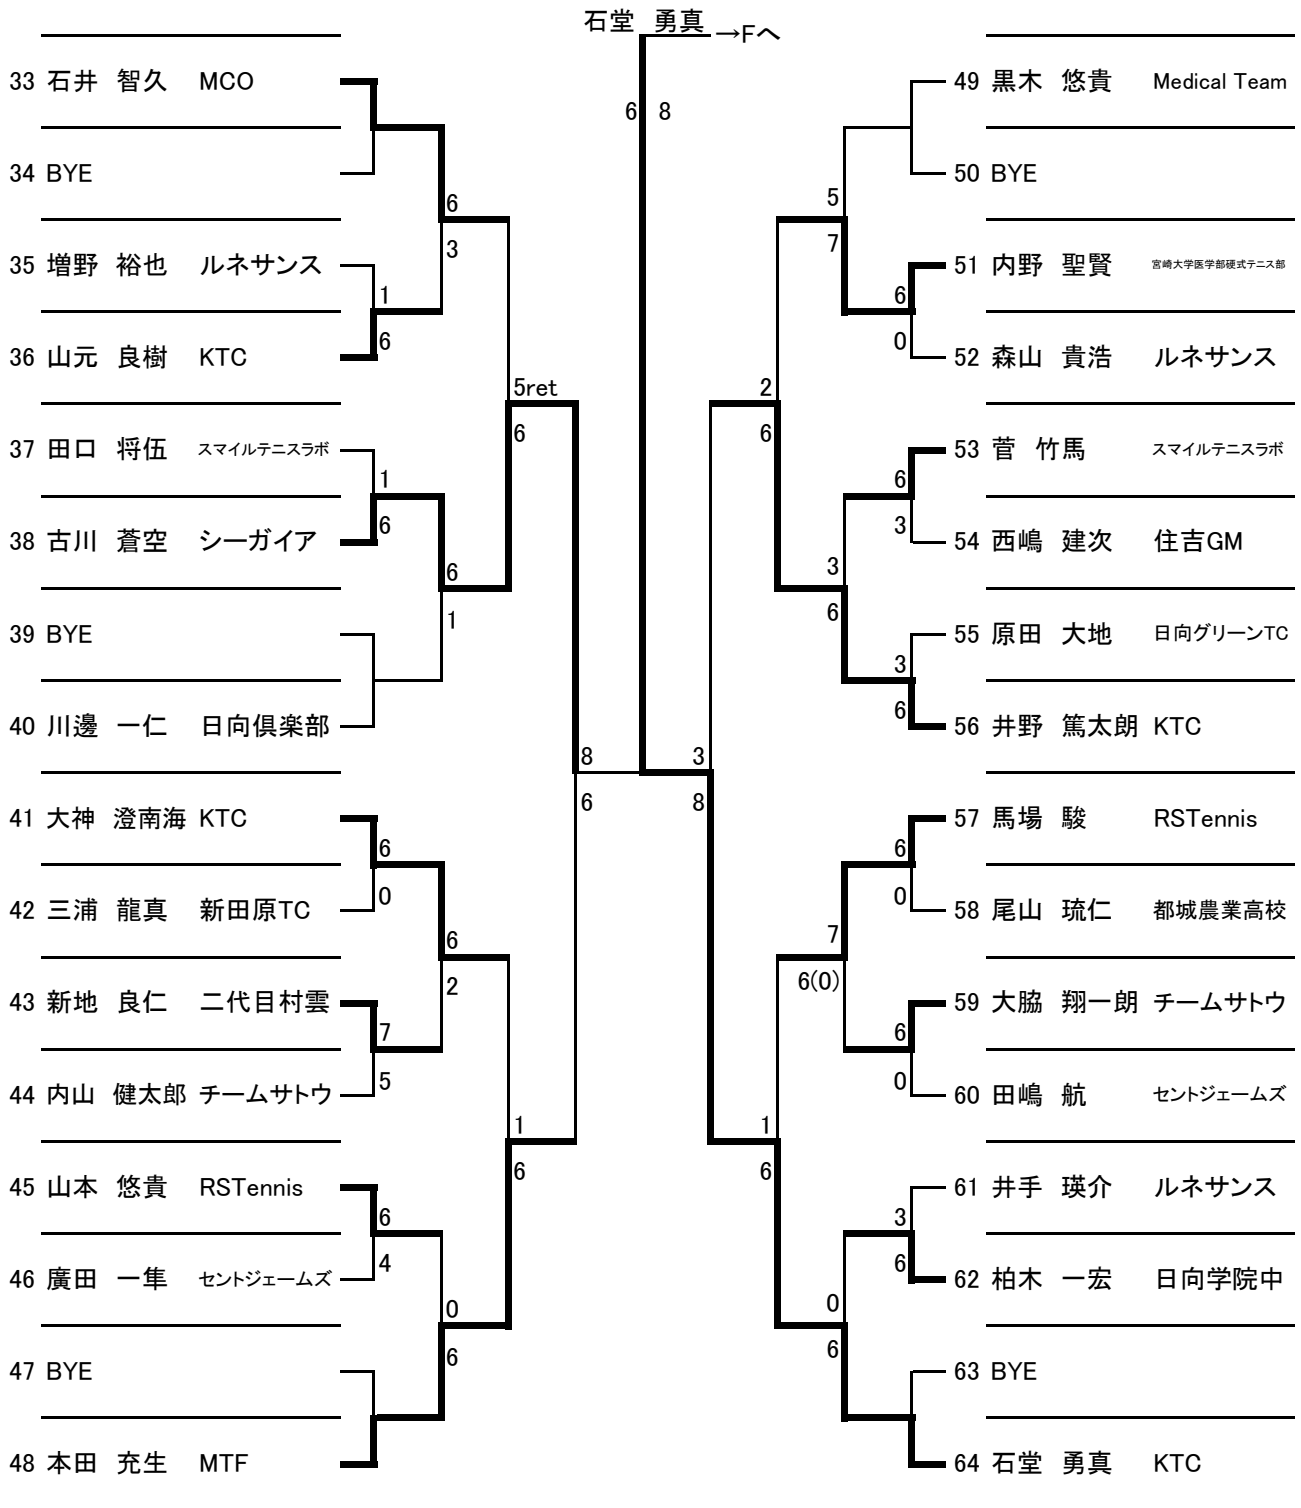 石堂 勇真 →Fへ
6 8
33 石井 智久 MCO
34 BYE
6
3
35 増野 裕也 ルネサンス
1
6
36 山元 良樹 KTC
5ret
6
37 田口 将伍 スマイルテニスラボ
1
6
38 古川 蒼空 シーガイア
6
1
39 BYE
40 川邊 一仁 日向倶楽部
8
6
41 大神 澄南海 KTC
6
0
42 三浦 龍真 新田原TC
6
2
43 新地 良仁 二代目村雲
7
5
44 内山 健太郎 チームサトウ
1
6
45 山本 悠貴 RSTennis
6
4
46 廣田 一隼 セントジェームズ
0
6
47 BYE
48 本田 充生 MTF
49 黒木 悠貴 Medical Team
50 BYE
5
7
51 内野 聖賢 宮崎大学医学部硬式テニス部
6
0
52 森山 貴浩 ルネサンス
2
6
53 菅 竹馬 スマイルテニスラボ
6
3
54 西嶋 建次 住吉GM
3
6
55 原田 大地 日向グリーンTC
3
6
56 井野 篤太朗 KTC
3
8
57 馬場 駿 RSTennis
6
0
58 尾山 琉仁 都城農業高校
7
6(0)
59 大脇 翔一朗 チームサトウ
6
0
60 田嶋 航 セントジェームズ
1
6
61 井手 瑛介 ルネサンス
3
6
62 柏木 一宏 日向学院中
0
6
63 BYE
64 石堂 勇真 KTC